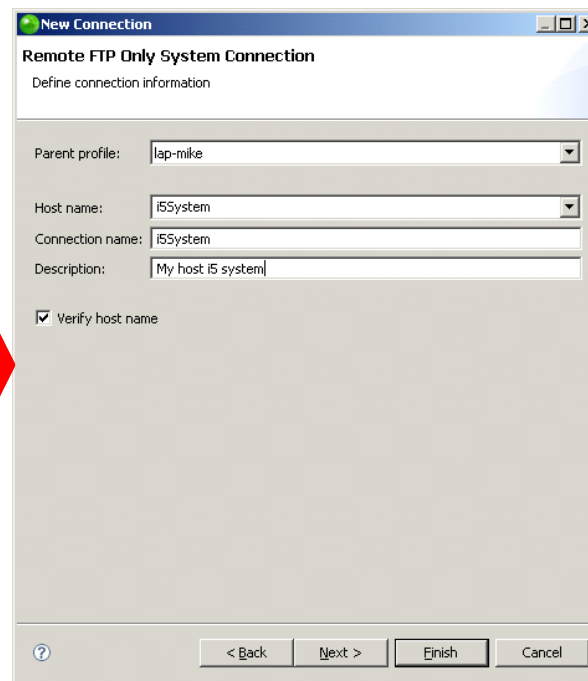 New Connection
Remote FTP Only System Connection
Define connection information
Parent profile: lap-mike
Host name: i5System
Connection name: i5System
Description: My host i5 system
Verify host name
? < Back Next > Finish Cancel